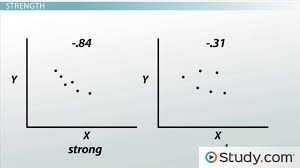 STRENGTH
-.84
-.31
Y
Y
X
X
strong
Study.com